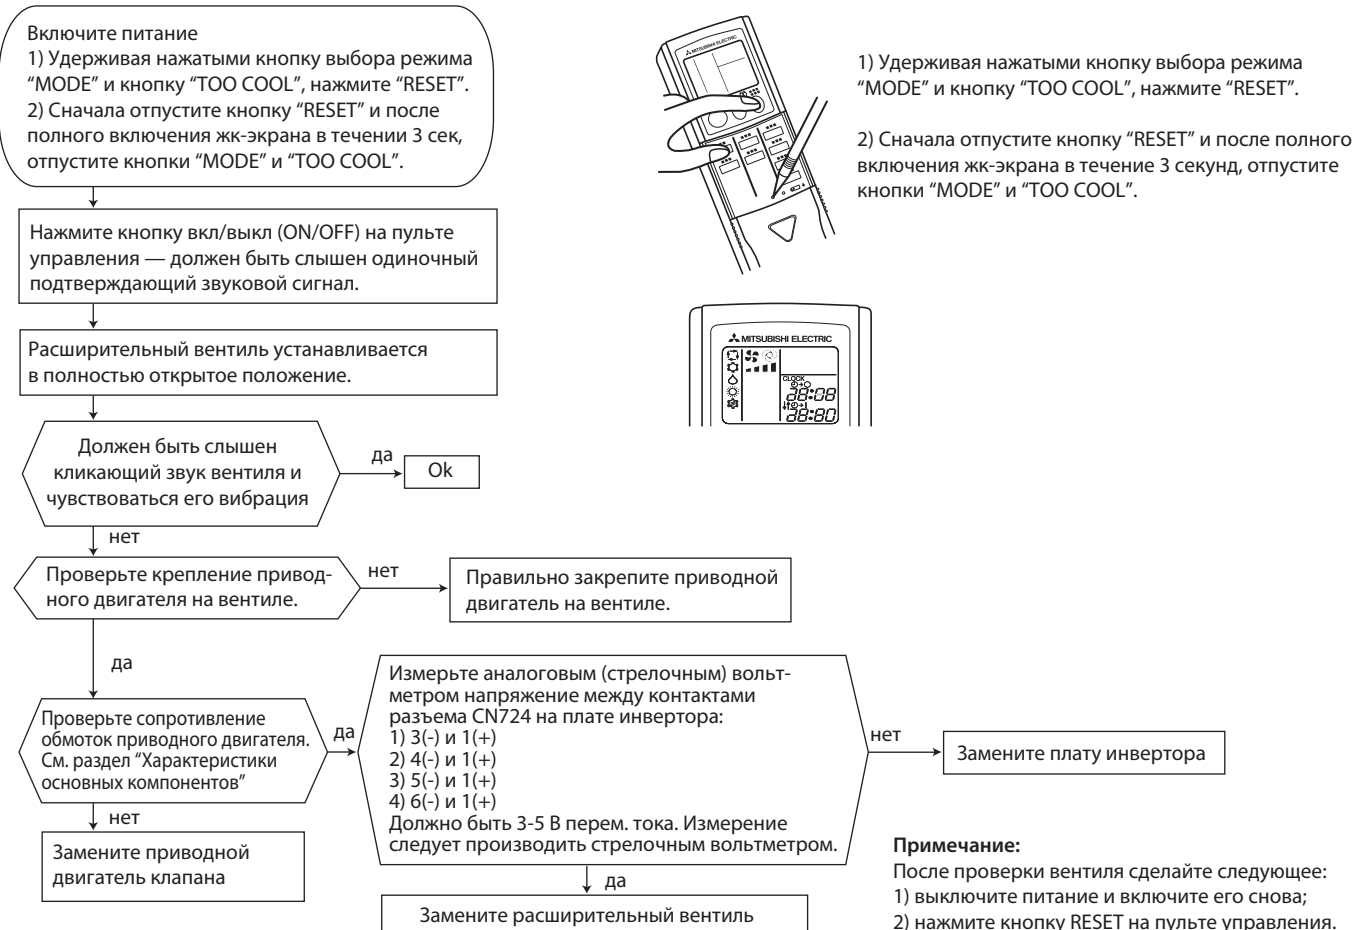 Включите питание
1) Удерживая нажатыми кнопку выбора режима
“MODE” и кнопку “TOO COOL”, нажмите “RESET”.
2) Сначала отпустите кнопку “RESET” и после
полного включения жк-экрана в течении 3 сек,
отпустите кнопки “MODE” и “TOO COOL”.
Нажмите кнопку вкл/выкл (ON/OFF) на пульте
управления — должен быть слышен одиночный
подтверждающий звуковой сигнал.
Расширительный вентиль устанавливается
в полностью открытое положение.
Должен быть слышен
кликающий звук вентиля и
чувствоваться его вибрация
да
Ok
нет
Проверьте крепление привод-
ного двигателя на вентиле.
нет
Правильно закрепите приводной
двигатель на вентиле.
да
Проверьте сопротивление
обмоток приводного двигателя.
См. раздел “Характеристики
основных компонентов”
да
нет
Замените приводной
двигатель клапана
Измерьте аналоговым (стрелочным) вольт-
метром напряжение между контактами
разъема CN724 на плате инвертора:
1) 3(-) и 1(+)
2) 4(-) и 1(+)
3) 5(-) и 1(+)
4) 6(-) и 1(+)
Должно быть 3-5 В перем. тока. Измерение
следует производить стрелочным вольтметром.
нет
Замените плату инвертора
да
Замените расширительный вентиль
MITSUBISHI ELECTRIC
1) Удерживая нажатыми кнопку выбора режима
“MODE” и кнопку “TOO COOL”, нажмите “RESET”.
2) Сначала отпустите кнопку “RESET” и после полного
включения жк-экрана в течение 3 секунд, отпустите
кнопки “MODE” и “TOO COOL”.
MITSUBISHI ELECTRIC
CLOCK
28:08
28:80
Примечание:
После проверки вентиля сделайте следующее:
1) выключите питание и включите его снова;
2) нажмите кнопку RESET на пульте управления.